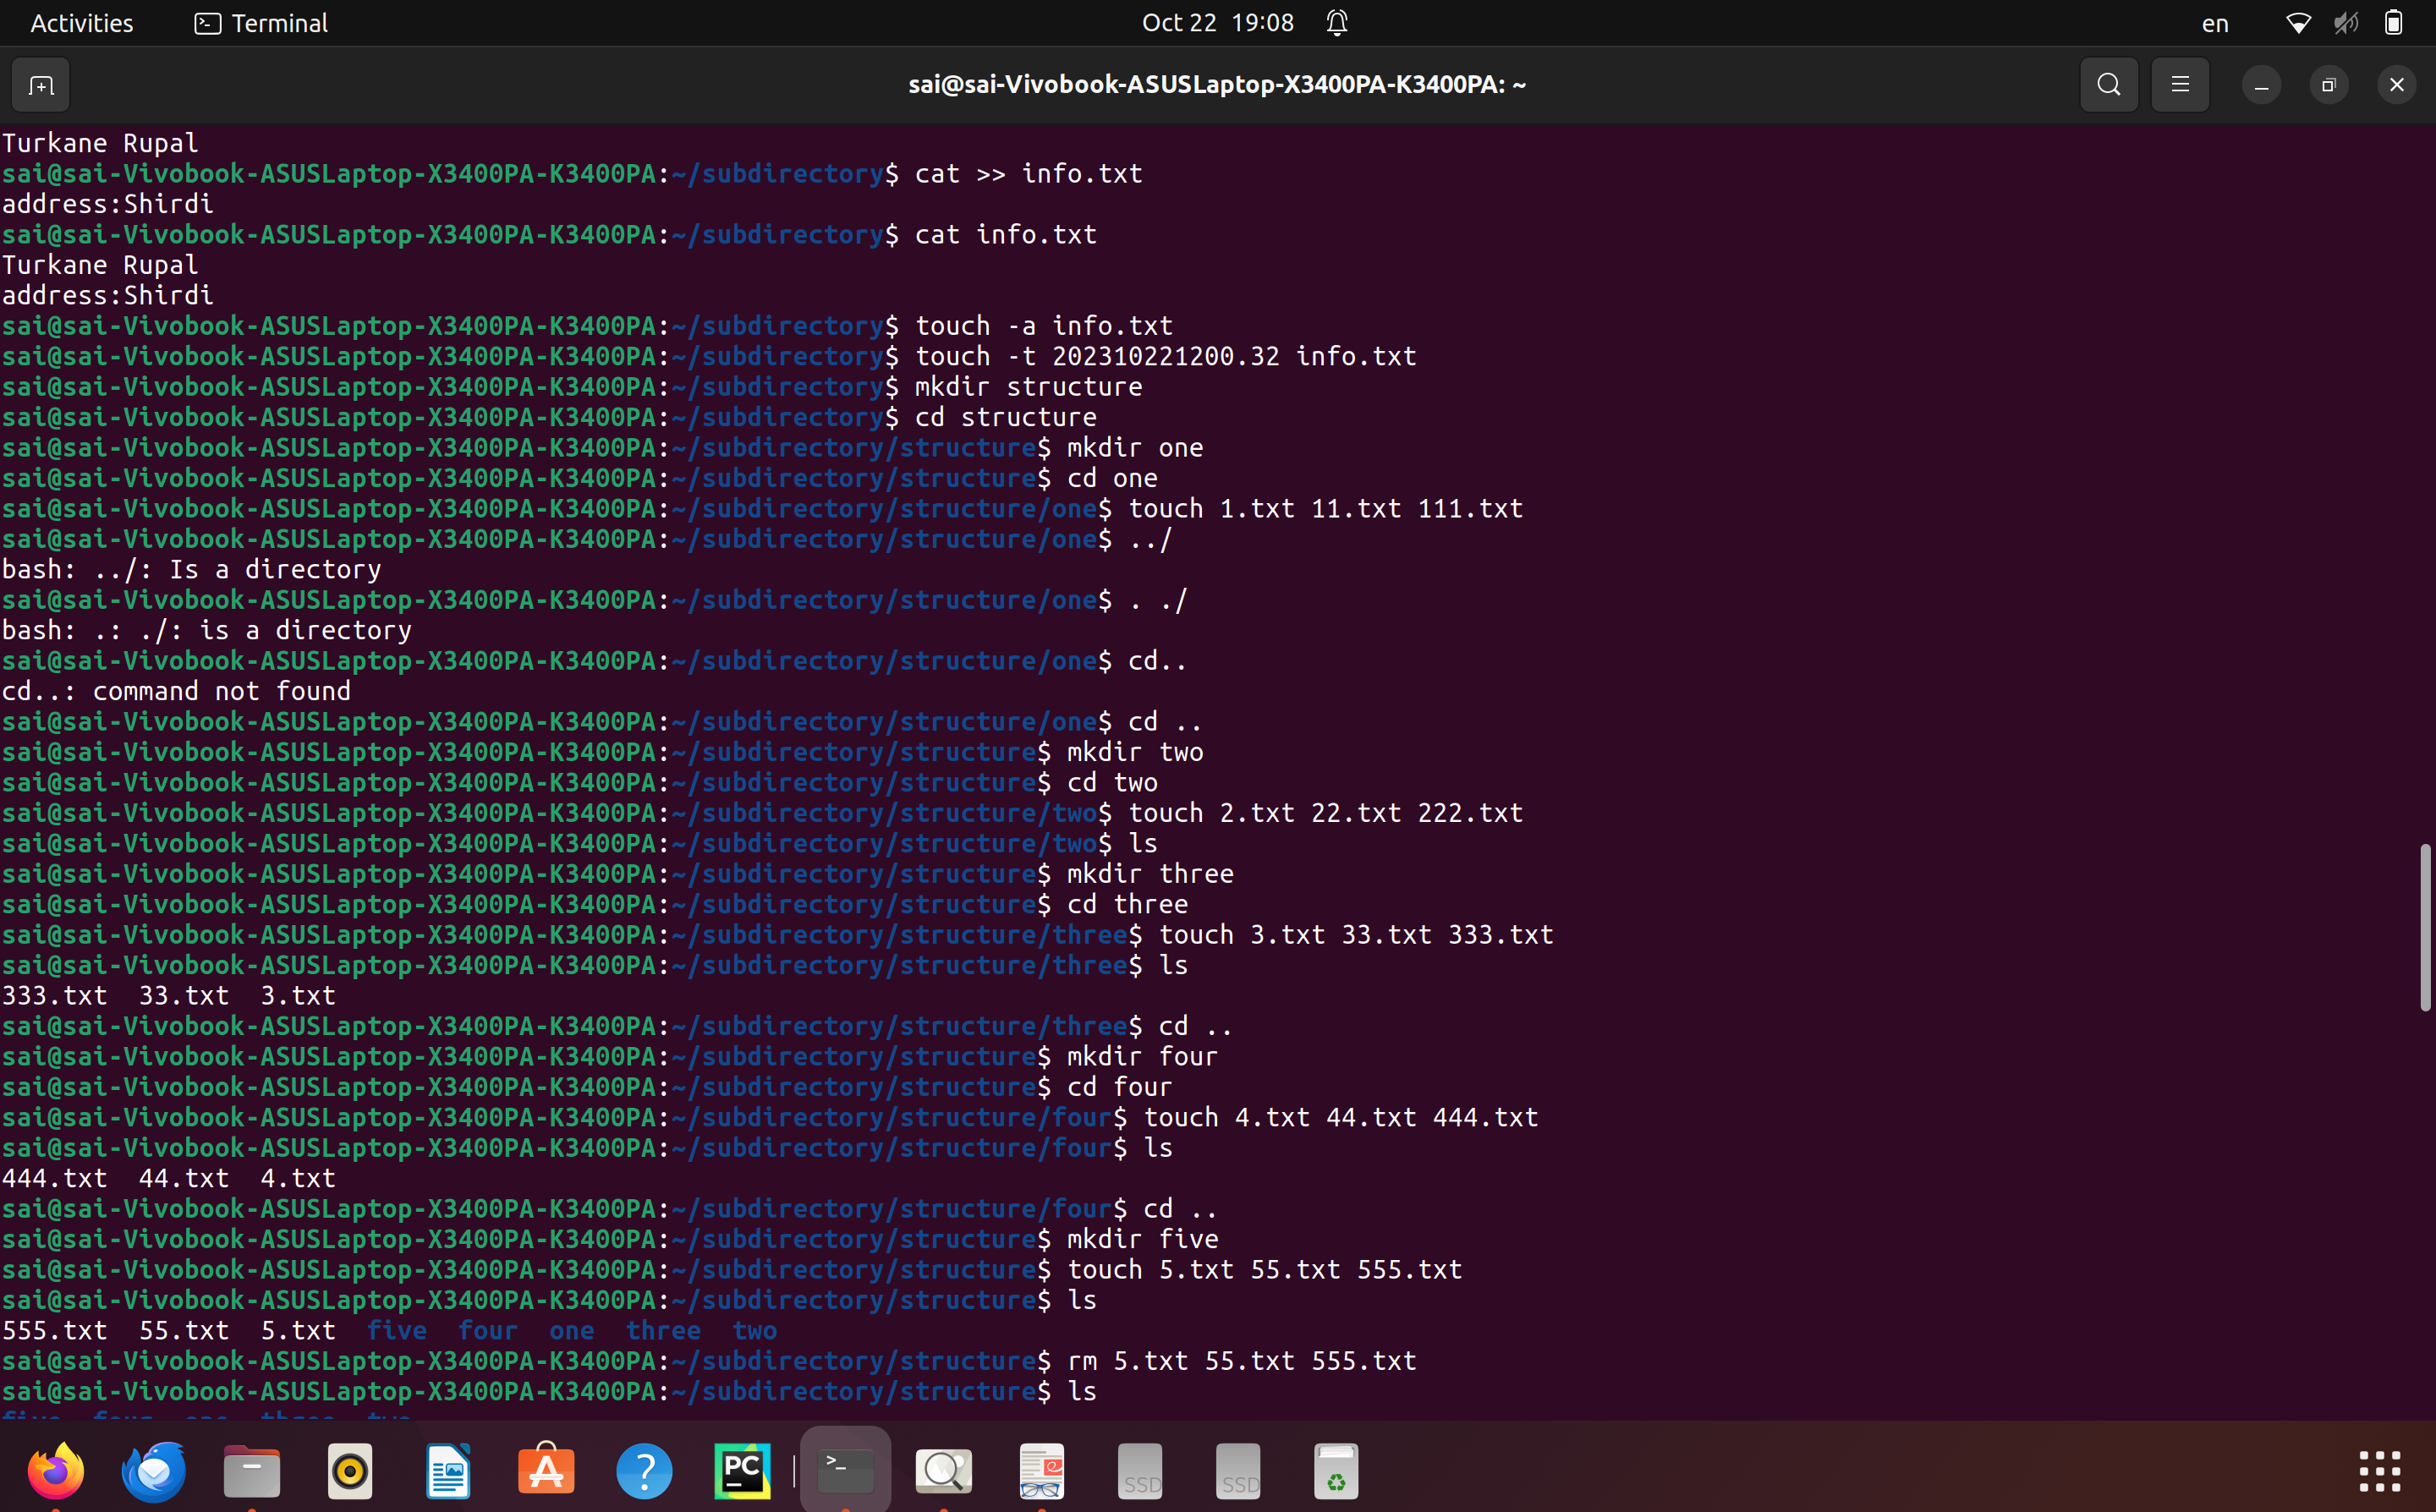 Activities Terminal Oct 22 19:08 en
sai@sai-Vivobook-ASUSLaptop-X3400PA-K3400PA: ~
Turkane Rupal
sai@sai-Vivobook-ASUSLaptop-X3400PA-K3400PA:~/subdirectory$ cat >> info.txt
address:Shirdi
sai@sai-Vivobook-ASUSLaptop-X3400PA-K3400PA:~/subdirectory$ cat info.txt
Turkane Rupal
address:Shirdi
sai@sai-Vivobook-ASUSLaptop-X3400PA-K3400PA:~/subdirectory$ touch -a info.txt
sai@sai-Vivobook-ASUSLaptop-X3400PA-K3400PA:~/subdirectory$ touch -t 202310221200.32 info.txt
sai@sai-Vivobook-ASUSLaptop-X3400PA-K3400PA:~/subdirectory$ mkdir structure
sai@sai-Vivobook-ASUSLaptop-X3400PA-K3400PA:~/subdirectory$ cd structure
sai@sai-Vivobook-ASUSLaptop-X3400PA-K3400PA:~/subdirectory/structure$ mkdir one
sai@sai-Vivobook-ASUSLaptop-X3400PA-K3400PA:~/subdirectory/structure$ cd one
sai@sai-Vivobook-ASUSLaptop-X3400PA-K3400PA:~/subdirectory/structure/one$ touch 1.txt 11.txt 111.txt
sai@sai-Vivobook-ASUSLaptop-X3400PA-K3400PA:~/subdirectory/structure/one$ ../
bash: ../: Is a directory
sai@sai-Vivobook-ASUSLaptop-X3400PA-K3400PA:~/subdirectory/structure/one$ . ./
bash: .: ./: is a directory
sai@sai-Vivobook-ASUSLaptop-X3400PA-K3400PA:~/subdirectory/structure/one$ cd..
cd..: command not found
sai@sai-Vivobook-ASUSLaptop-X3400PA-K3400PA:~/subdirectory/structure/one$ cd ..
sai@sai-Vivobook-ASUSLaptop-X3400PA-K3400PA:~/subdirectory/structure$ mkdir two
sai@sai-Vivobook-ASUSLaptop-X3400PA-K3400PA:~/subdirectory/structure$ cd two
sai@sai-Vivobook-ASUSLaptop-X3400PA-K3400PA:~/subdirectory/structure/two$ touch 2.txt 22.txt 222.txt
sai@sai-Vivobook-ASUSLaptop-X3400PA-K3400PA:~/subdirectory/structure/two$ ls
sai@sai-Vivobook-ASUSLaptop-X3400PA-K3400PA:~/subdirectory/structure$ mkdir three
sai@sai-Vivobook-ASUSLaptop-X3400PA-K3400PA:~/subdirectory/structure$ cd three
sai@sai-Vivobook-ASUSLaptop-X3400PA-K3400PA:~/subdirectory/structure/three$ touch 3.txt 33.txt 333.txt
sai@sai-Vivobook-ASUSLaptop-X3400PA-K3400PA:~/subdirectory/structure/three$ ls
333.txt 33.txt 3.txt
sai@sai-Vivobook-ASUSLaptop-X3400PA-K3400PA:~/subdirectory/structure/three$ cd ..
sai@sai-Vivobook-ASUSLaptop-X3400PA-K3400PA:~/subdirectory/structure$ mkdir four
sai@sai-Vivobook-ASUSLaptop-X3400PA-K3400PA:~/subdirectory/structure$ cd four
sai@sai-Vivobook-ASUSLaptop-X3400PA-K3400PA:~/subdirectory/structure/four$ touch 4.txt 44.txt 444.txt
sai@sai-Vivobook-ASUSLaptop-X3400PA-K3400PA:~/subdirectory/structure/four$ ls
444.txt 44.txt 4.txt
sai@sai-Vivobook-ASUSLaptop-X3400PA-K3400PA:~/subdirectory/structure/four$ cd ..
sai@sai-Vivobook-ASUSLaptop-X3400PA-K3400PA:~/subdirectory/structure$ mkdir five
sai@sai-Vivobook-ASUSLaptop-X3400PA-K3400PA:~/subdirectory/structure$ touch 5.txt 55.txt 555.txt
sai@sai-Vivobook-ASUSLaptop-X3400PA-K3400PA:~/subdirectory/structure$ ls
555.txt 55.txt 5.txt five four one three two
sai@sai-Vivobook-ASUSLaptop-X3400PA-K3400PA:~/subdirectory/structure$ rm 5.txt 55.txt 555.txt
sai@sai-Vivobook-ASUSLaptop-X3400PA-K3400PA:~/subdirectory/structure$ ls
five four one three two
PC SSD SSD